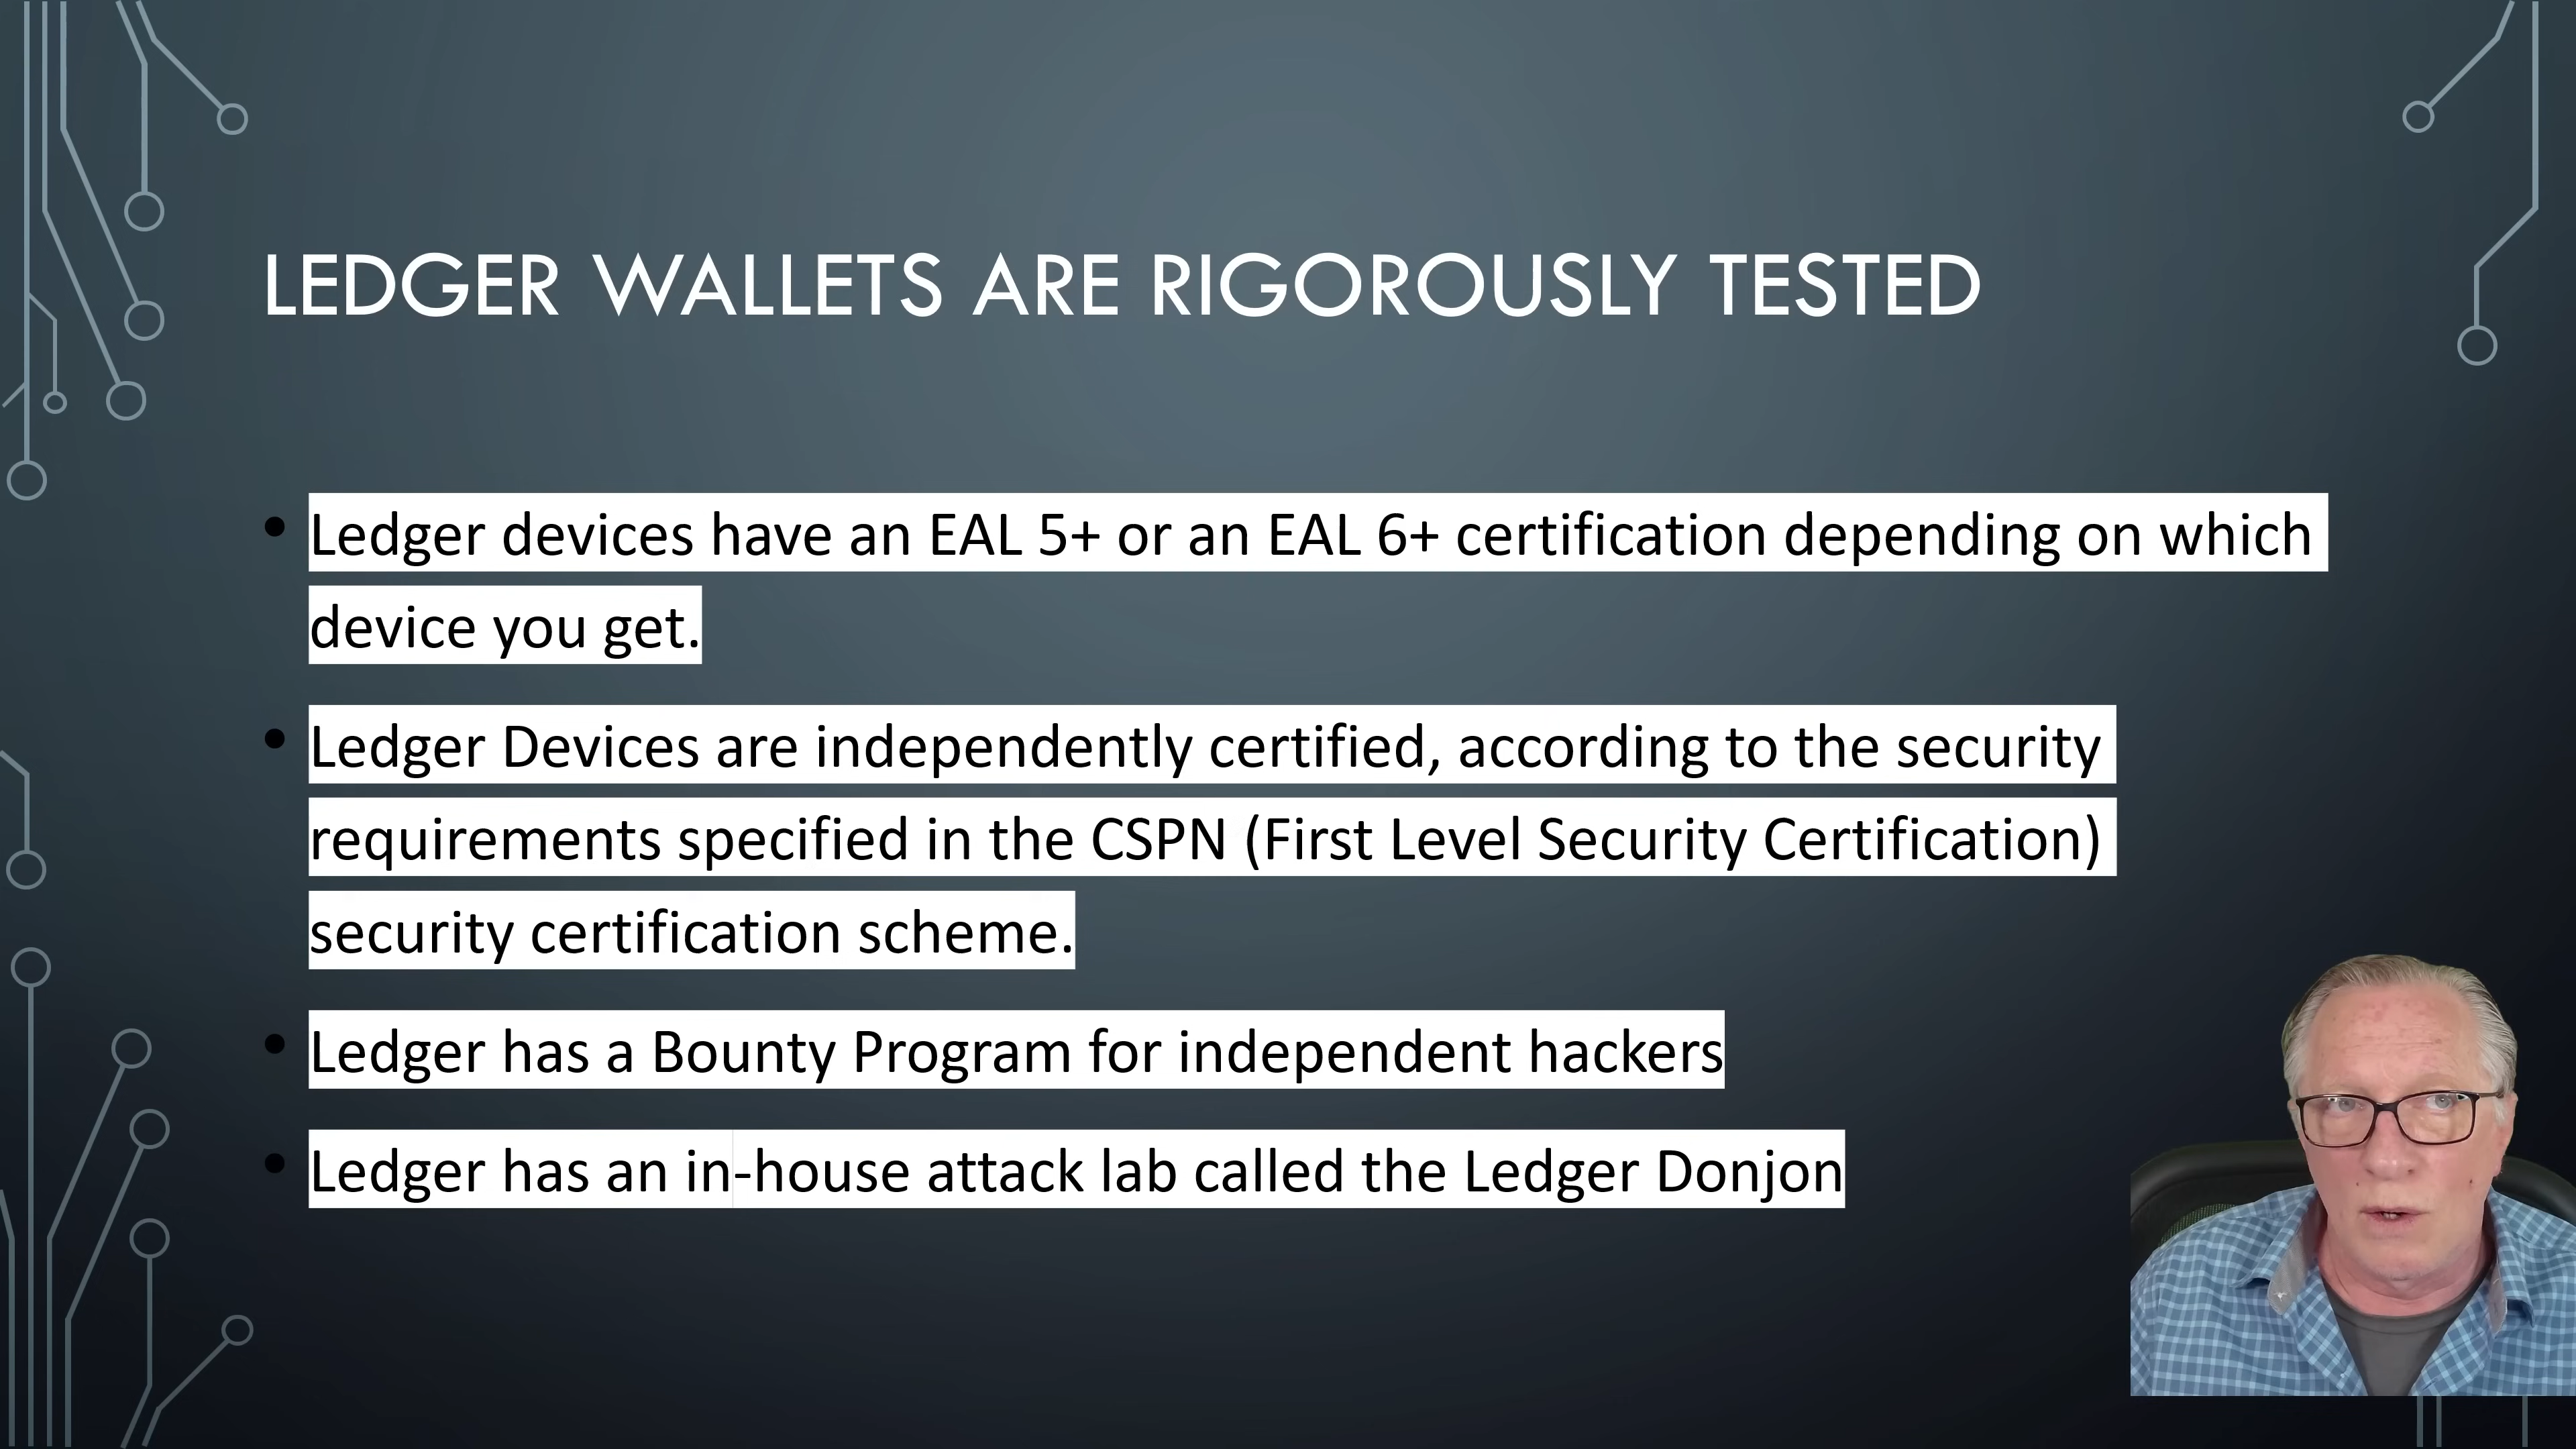 LEDGER WALLETS ARE RIGOROUSLY TESTED
• Ledger devices have an EAL 5+ or an EAL 6+ certification depending on which
device you get.
• Ledger Devices are independently certified, according to the security
requirements specified in the CSPN (First Level Security Certification)
security certification scheme.
• Ledger has a Bounty Program for independent hackers
• Ledger has an in-house attack lab called the Ledger Donjon